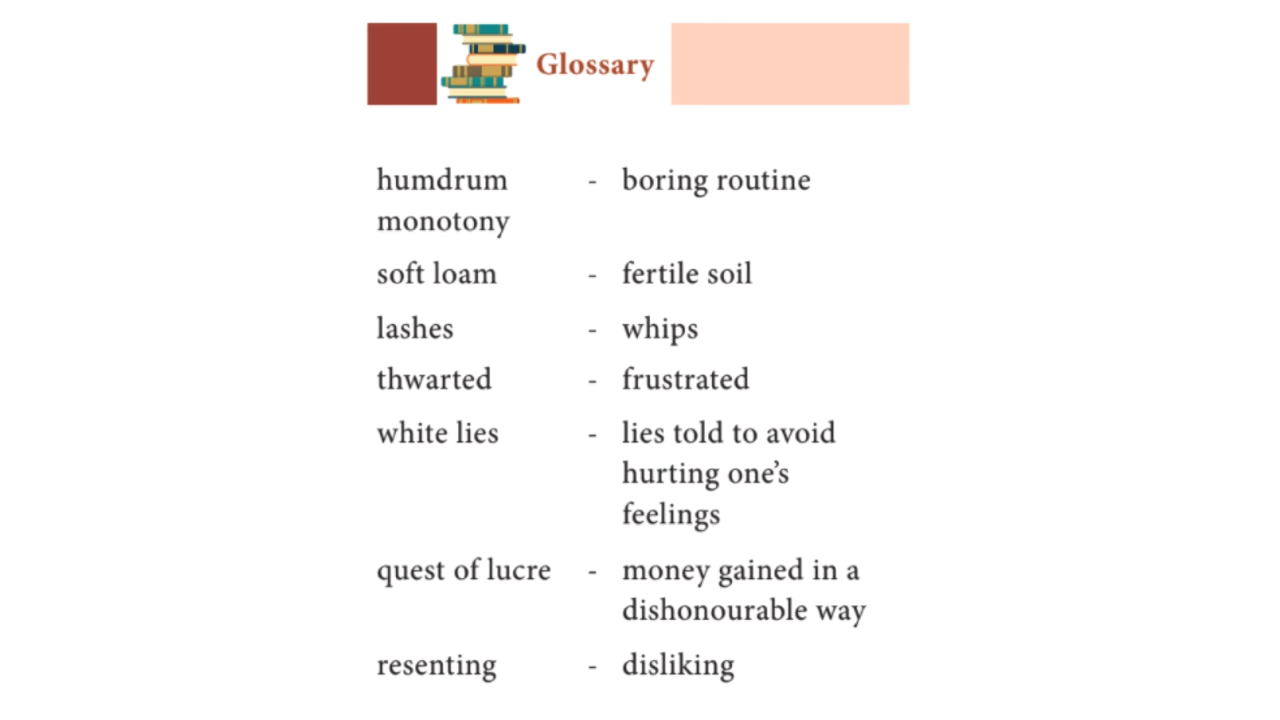 Glossary
humdrum - boring routine
monotony
soft loam - fertile soil
lashes - whips
thwarted - frustrated
white lies - lies told to avoid
hurting one’s
feelings
quest of lucre - money gained in a
dishonourable way
resenting - disliking